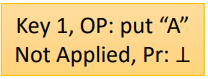 Key 1, OP: put “A”
Not Applied, Pr: ⊥